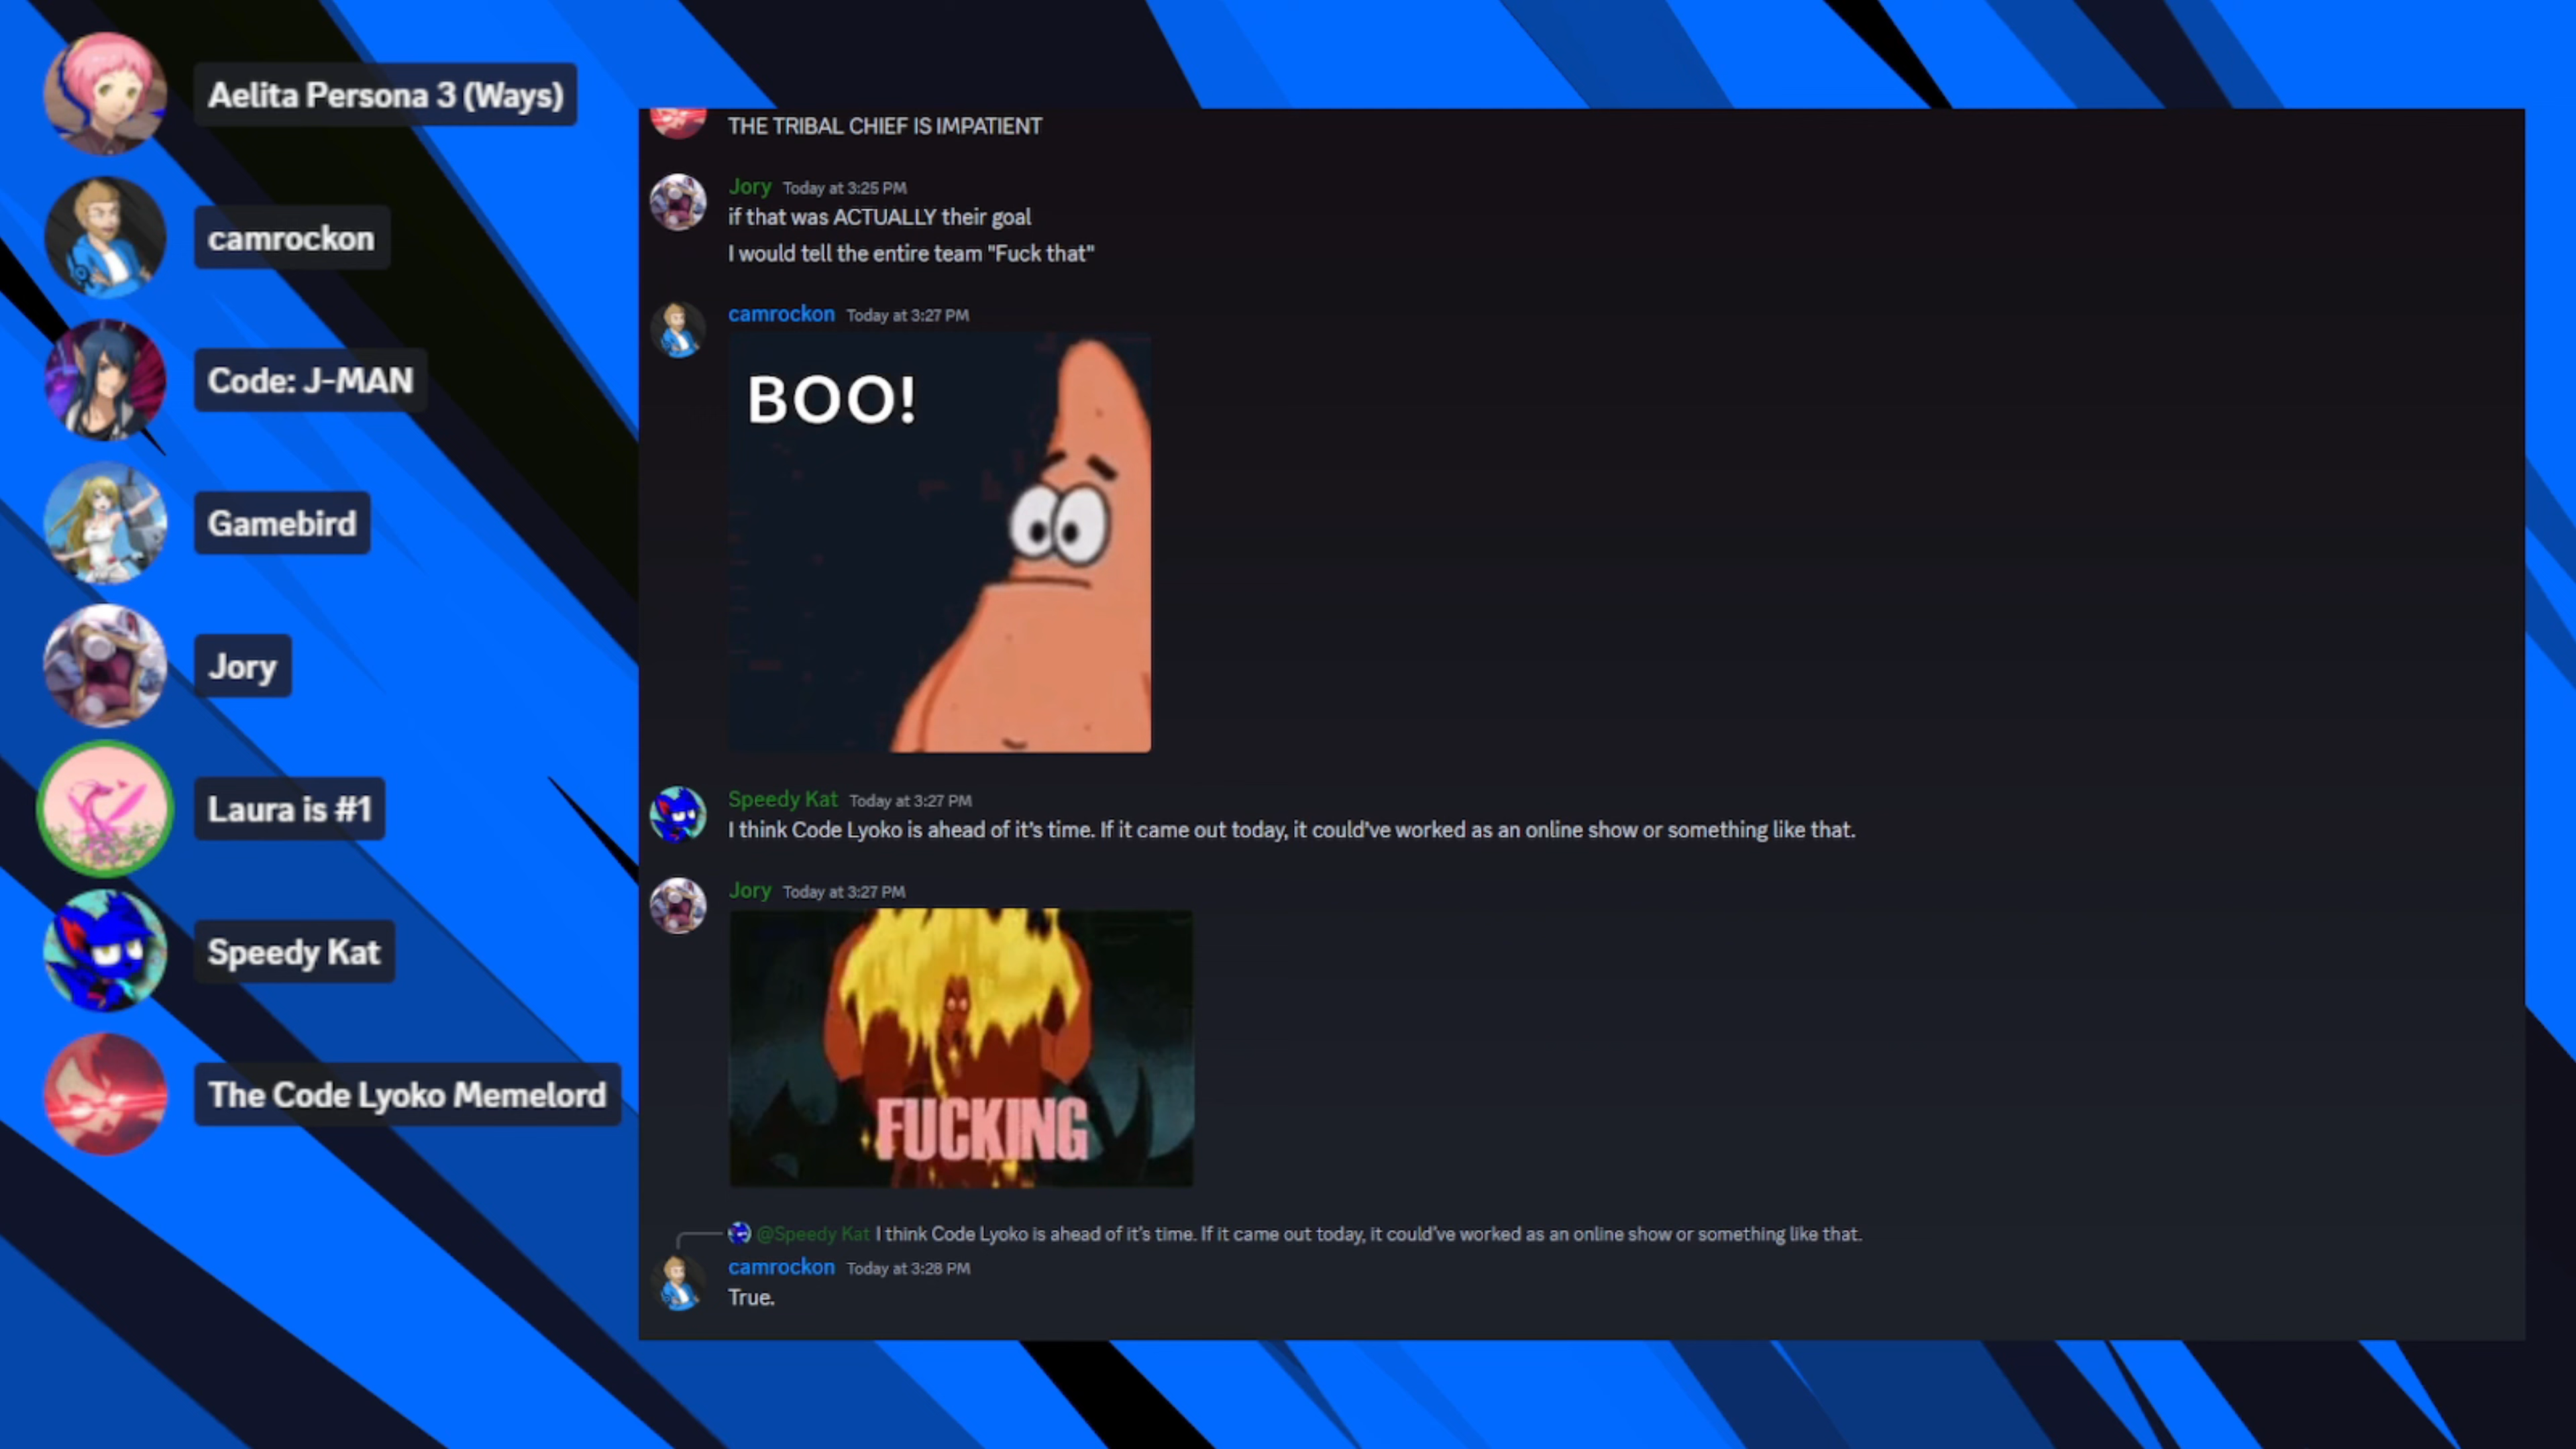 Aelita Persona 3 (Ways)
camrockon
Code: J-MAN
Gamebird
Jory
Laura is #1
Speedy Kat
The Code Lyoko Memelord
THE TRIBAL CHIEF IS IMPATIENT
Jory Today at 3:25 PM
if that was ACTUALLY their goal
I would tell the entire team "Fuck that"
camrockon Today at 3:27 PM
BOO!
Speedy Kat Today at 3:27 PM
I think Code Lyoko is ahead of it's time. If it came out today, it could've worked as an online show or something like that.
Jory Today at 3:27 PM
FUCKING
@Speedy Kat I think Code Lyoko is ahead of it's time. If it came out today, it could've worked as an online show or something like that.
camrockon Today at 3:28 PM
True.